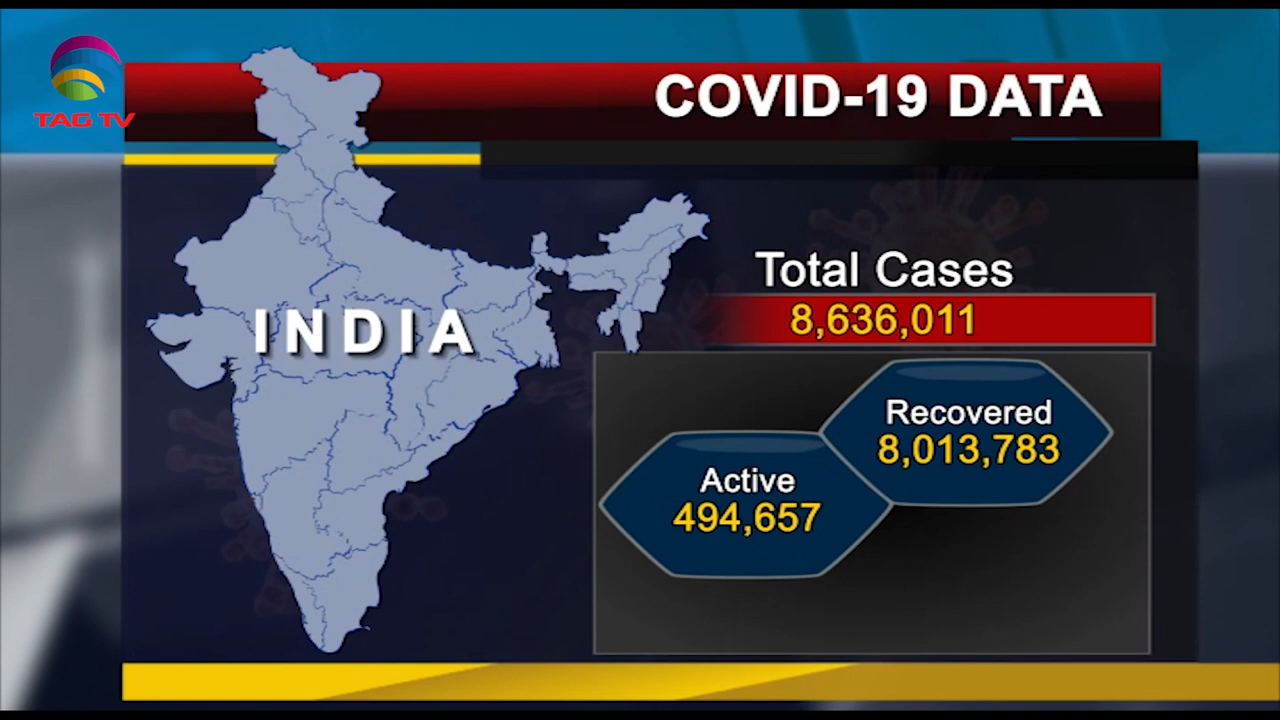 TAG TV
COVID-19 DATA
INDIA
Total Cases
8,636,011
Recovered
8,013,783
Active
494,657